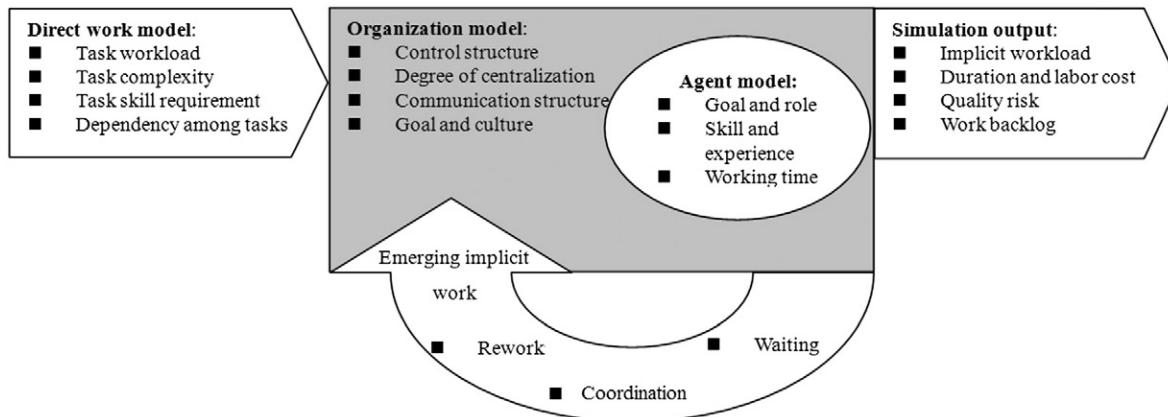 Direct work model:
■ Task workload
■ Task complexity
■ Task skill requirement
■ Dependency among tasks
Organization model:
■ Control structure
■ Degree of centralization
■ Communication structure
■ Goal and culture
Agent model:
■ Goal and role
■ Skill and
experience
■ Working time
Simulation output:
■ Implicit workload
■ Duration and labor cost
■ Quality risk
■ Work backlog
Emerging implicit
work
■ Rework
■ Coordination
■ Waiting